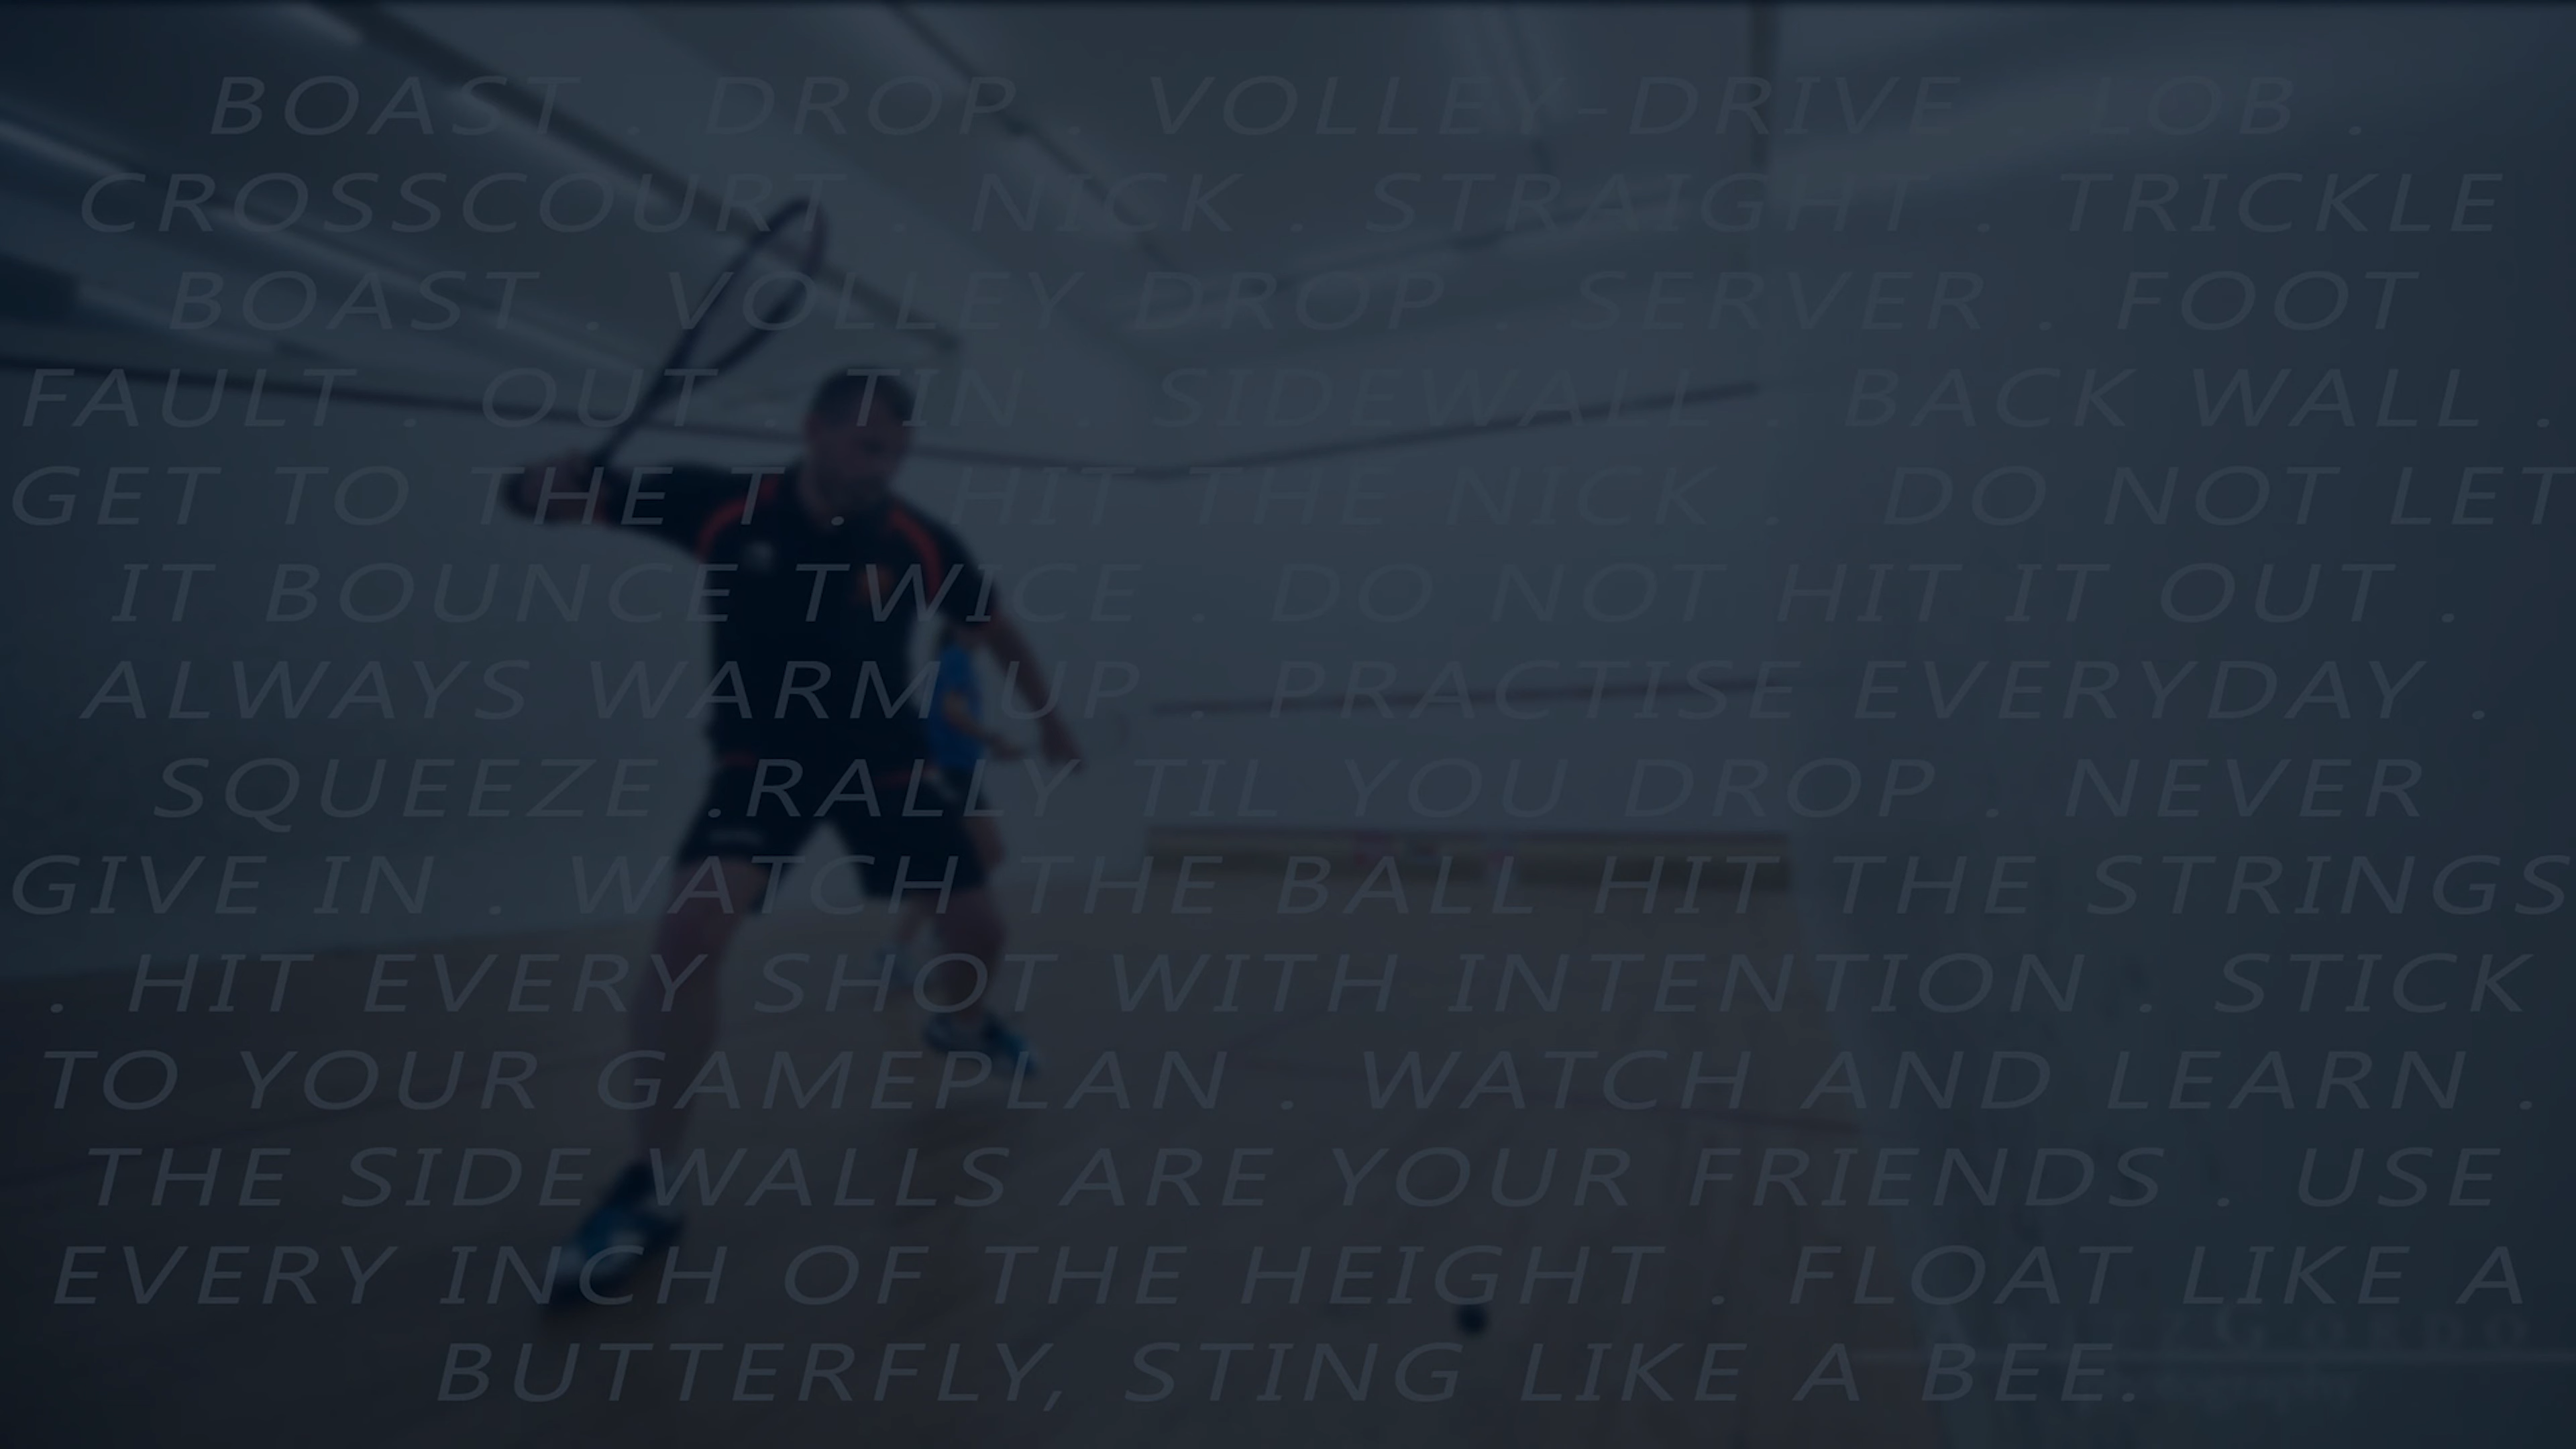 BOAST . DROP . VOLLEY-DRIVE . LOB .
CROSSCOURT . NICK . STRAIGHT . TRICKLE
BOAST . VOLLEY DROP . SERVER . FOOT
FAULT . OUT . TIN . SIDEWALL . BACK WALL .
GET TO THE T . HIT THE NICK . DO NOT LET
IT BOUNCE TWICE . DO NOT HIT IT OUT .
ALWAYS WARM UP . PRACTISE EVERYDAY .
SQUEEZE .RALLY TIL YOU DROP . NEVER
GIVE IN . WATCH THE BALL HIT THE STRINGS
. HIT EVERY SHOT WITH INTENTION . STICK
TO YOUR GAMEPLAN . WATCH AND LEARN .
THE SIDE WALLS ARE YOUR FRIENDS . USE
EVERY INCH OF THE HEIGHT . FLOAT LIKE A
BUTTERFLY, STING LIKE A BEE.